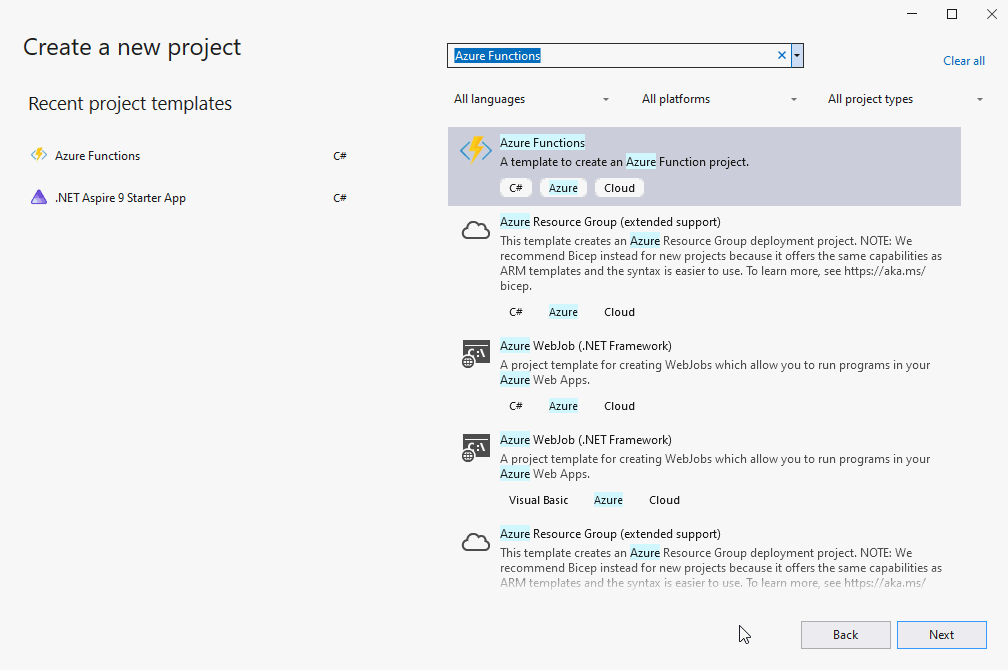 Create a new project
Azure Functions
Clear all
Recent project templates
All languages
All platforms
All project types
Azure Functions C#
.NET Aspire 9 Starter App C#
Azure Functions
A template to create an Azure Function project.
C# Azure Cloud
Azure Resource Group (extended support)
This template creates an Azure Resource Group deployment project. NOTE: We
recommend Bicep instead for new projects because it offers the same capabilities as
ARM templates and the syntax is easier to use. To learn more, see https://aka.ms/
bicep.
C# Azure Cloud
Azure WebJob (.NET Framework)
A project template for creating WebJobs which allow you to run programs in your
Azure Web Apps.
C# Azure Cloud
Azure WebJob (.NET Framework)
A project template for creating WebJobs which allow you to run programs in your
Azure Web Apps.
Visual Basic Azure Cloud
Azure Resource Group (extended support)
This template creates an Azure Resource Group deployment project. NOTE: We
recommend Bicep instead for new projects because it offers the same capabilities as
ARM templates and the syntax is easier to use. To learn more, see https://aka.ms/
Back
Next